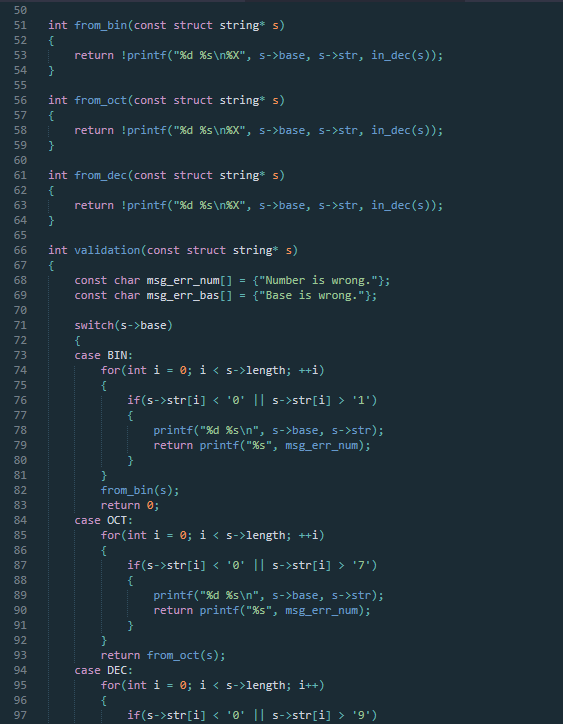 50
51 int from_bin(const struct string* s)
52 {
53     return !printf("%d %s\n%X", s->base, s->str, in_dec(s));
54 }
55
56 int from_oct(const struct string* s)
57 {
58     return !printf("%d %s\n%X", s->base, s->str, in_dec(s));
59 }
60
61 int from_dec(const struct string* s)
62 {
63     return !printf("%d %s\n%X", s->base, s->str, in_dec(s));
64 }
65
66 int validation(const struct string* s)
67 {
68     const char msg_err_num[] = {"Number is wrong."};
69     const char msg_err_bas[] = {"Base is wrong."};
70
71     switch(s->base)
72     {
73     case BIN:
74         for(int i = 0; i < s->length; ++i)
75         {
76             if(s->str[i] < '0' || s->str[i] > '1')
77             {
78                 printf("%d %s\n", s->base, s->str);
79                 return printf("%s", msg_err_num);
80             }
81         }
82         from_bin(s);
83         return 0;
84     case OCT:
85         for(int i = 0; i < s->length; ++i)
86         {
87             if(s->str[i] < '0' || s->str[i] > '7')
88             {
89                 printf("%d %s\n", s->base, s->str);
90                 return printf("%s", msg_err_num);
91             }
92         }
93         return from_oct(s);
94     case DEC:
95         for(int i = 0; i < s->length; i++)
96         {
97             if(s->str[i] < '0' || s->str[i] > '9')